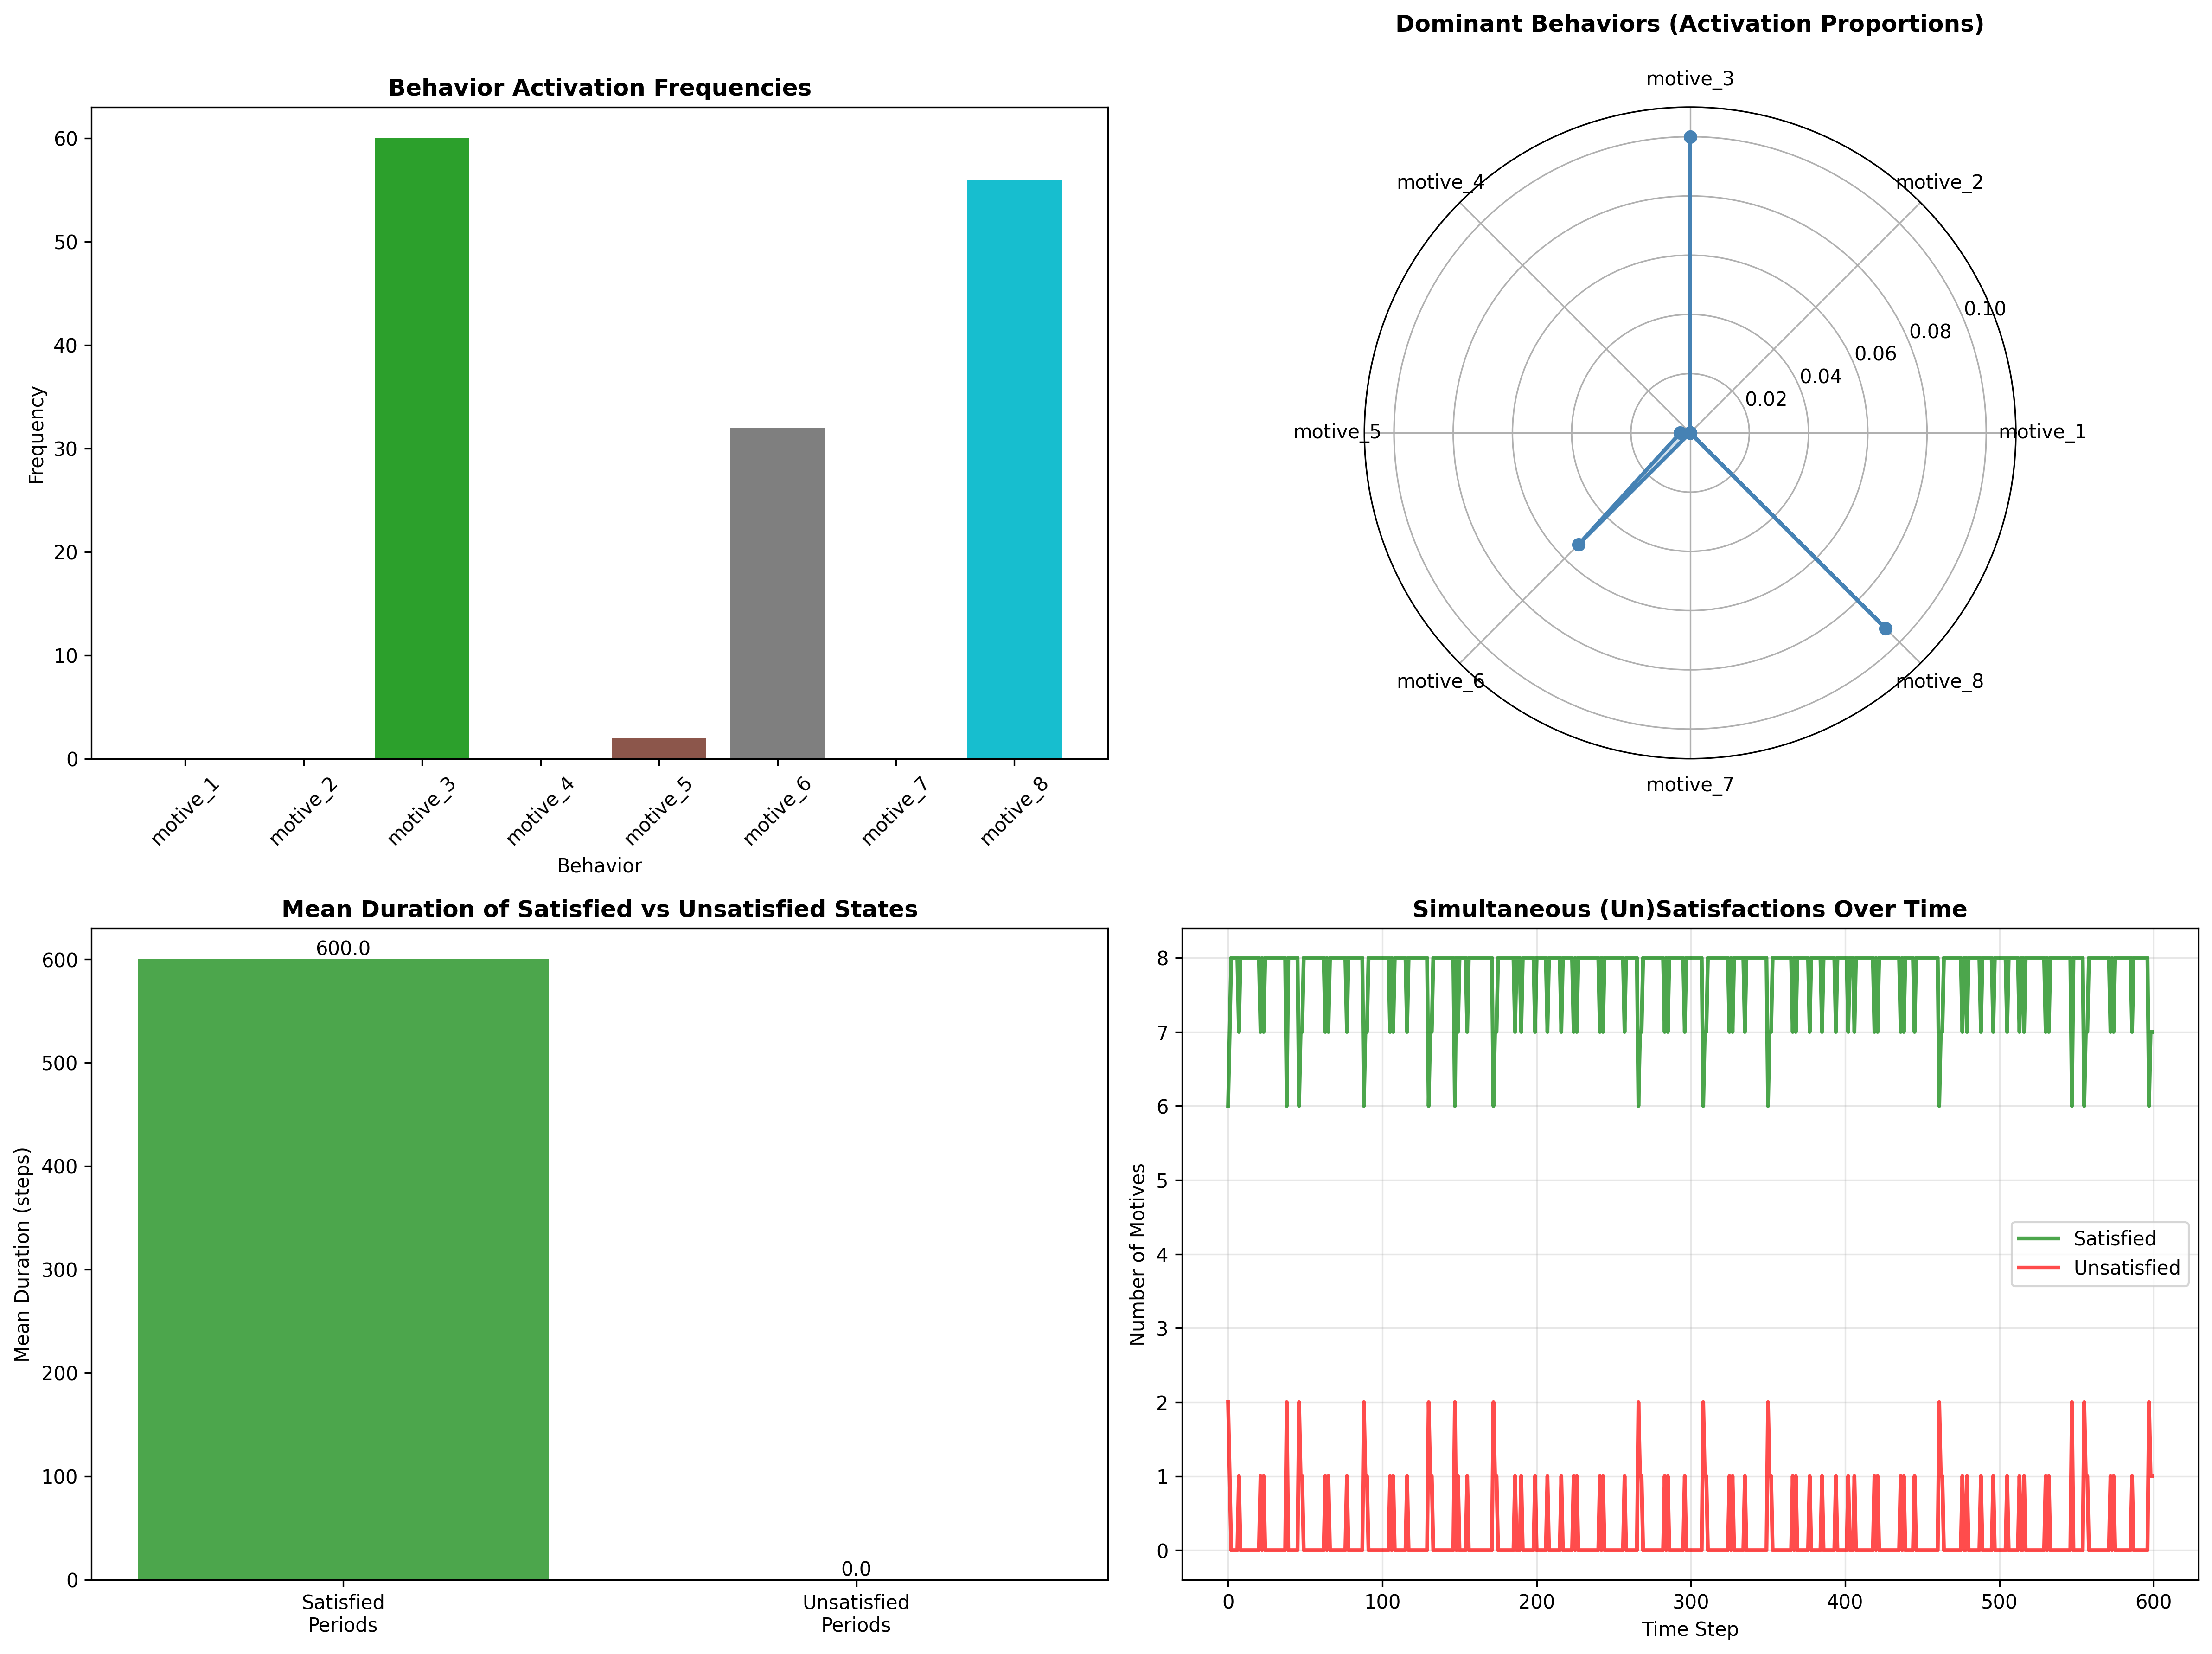 Behavior Activation Frequencies
Frequency
60
50
40
30
20
10
0
motive_1
motive_2
motive_3
motive_4
motive_5
motive_6
motive_7
motive_8
Behavior
Dominant Behaviors (Activation Proportions)
motive_3
motive_4
motive_2
0.10
0.08
0.06
0.04
0.02
motive_5
motive_1
motive_6
motive_8
motive_7
Mean Duration of Satisfied vs Unsatisfied States
Mean Duration (steps)
600
500
400
300
200
100
0
600.0
0.0
Satisfied
Periods
Unsatisfied
Periods
Simultaneous (Un)Satisfactions Over Time
Number of Motives
8
7
6
5
4
3
2
1
0
Satisfied
Unsatisfied
0
100
200
300
400
500
600
Time Step